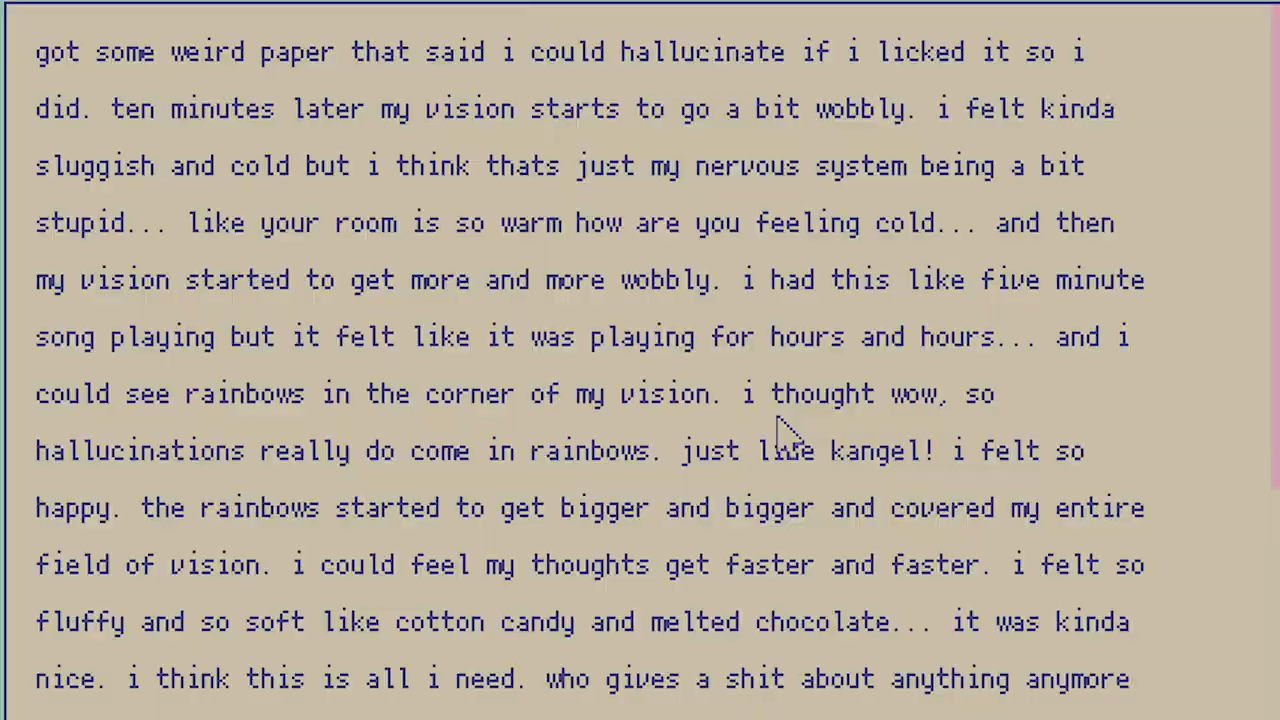 got some weird paper that said i could hallucinate if i licked it so i
did. ten minutes later my vision starts to go a bit wobbly. i felt kinda
sluggish and cold but i think thats just my nervous system being a bit
stupid... like your room is so warm how are you feeling cold... and then
my vision started to get more and more wobbly. i had this like five minute
song playing but it felt like it was playing for hours and hours... and i
could see rainbows in the corner of my vision. i thought wow, so
hallucinations really do come in rainbows. just like kangel! i felt so
happy. the rainbows started to get bigger and bigger and covered my entire
field of vision. i could feel my thoughts get faster and faster. i felt so
fluffy and so soft like cotton candy and melted chocolate... it was kinda
nice. i think this is all i need. who gives a shit about anything anymore